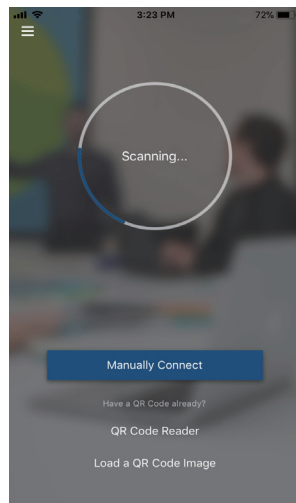 3:23 PM
72%
Scanning...
Manually Connect
Have a QR Code already?
QR Code Reader
Load a QR Code Image